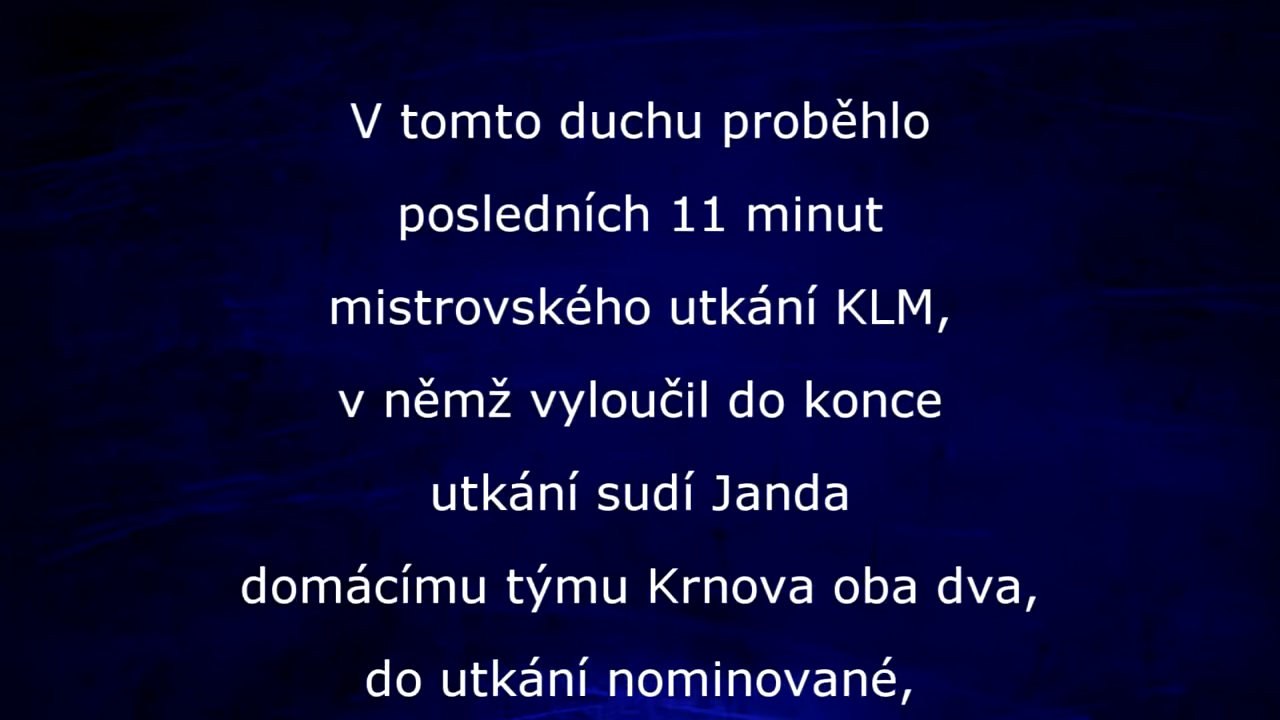 V tomto duchu proběhlo
posledních 11 minut
mistrovského utkání KLM,
v němž vyloučil do konce
utkání sudí Janda
domácímu týmu Krnova oba dva,
do utkání nominované,